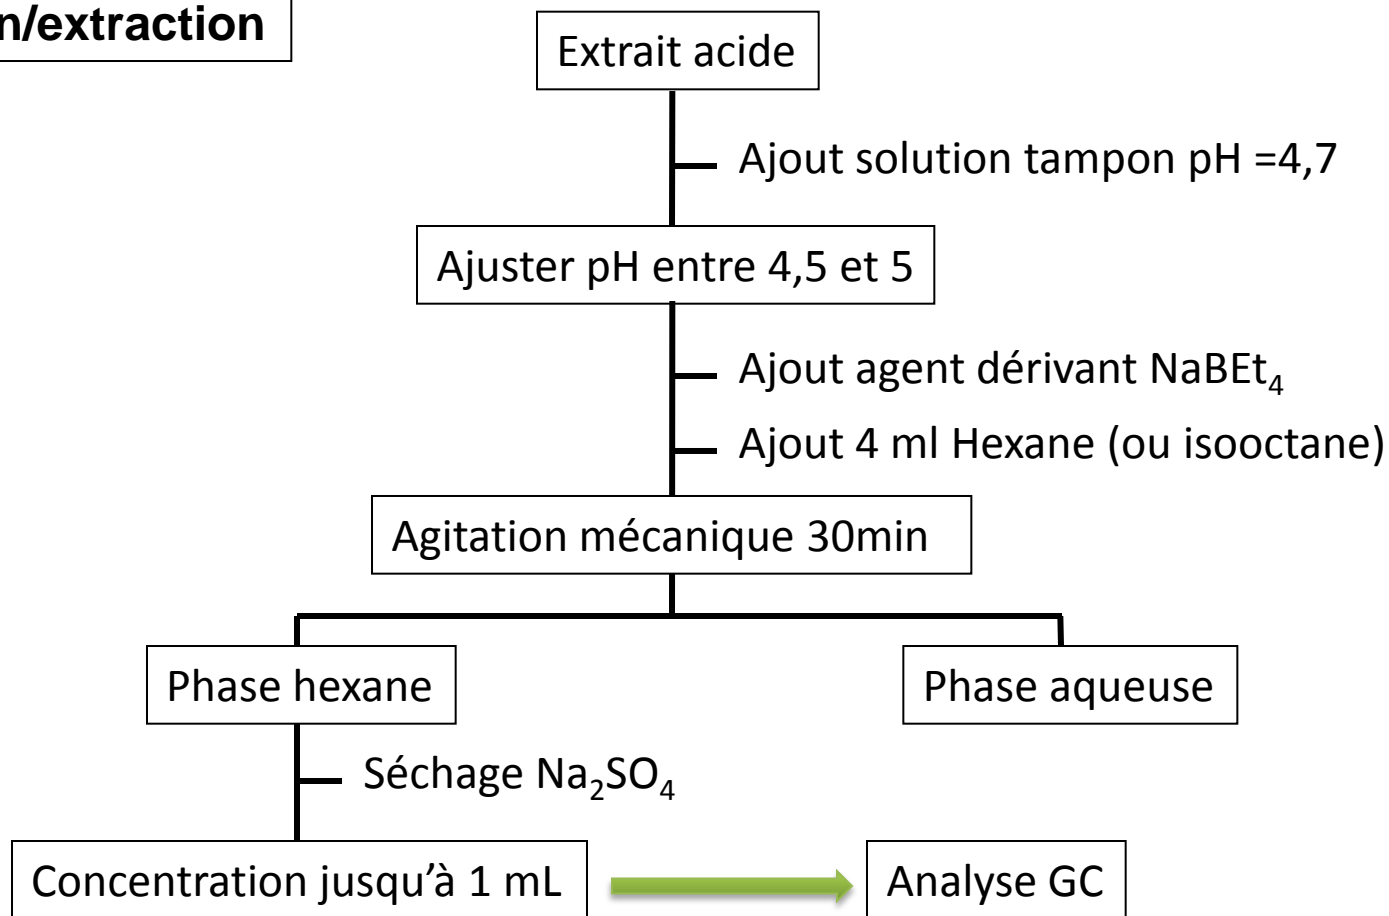 n/extraction
Extrait acide
Ajout solution tampon pH =4,7
Ajuster pH entre 4,5 et 5
Ajout agent dérivant NaBEt₄
Ajout 4 ml Hexane (ou isooctane)
Agitation mécanique 30min
Phase hexane
Phase aqueuse
Séchage Na₂SO₄
Concentration jusqu’à 1 mL
Analyse GC